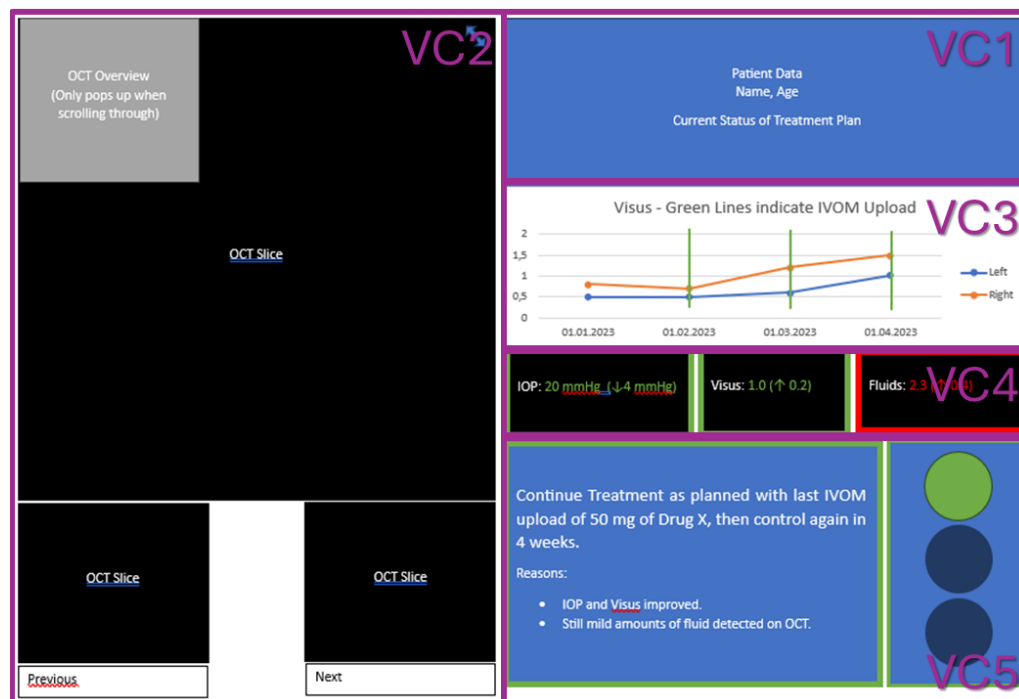 VC2
OCT Overview
(Only pops up when
scrolling through)
OCT Slice
OCT Slice
Previous
OCT Slice
Next
VC1
Patient Data
Name, Age
Current Status of Treatment Plan
VC3
Visus - Green Lines indicate IVOM Upload
2
1,5
1
0,5
0
01.01.2023 01.02.2023 01.03.2023 01.04.2023
Left
Right
VC4
IOP: 20 mmHg (↓4 mmHg)
Visus: 1.0 (↑ 0.2)
Fluids: 2.3 (↑ 0.4)
Continue Treatment as planned with last IVOM
upload of 50 mg of Drug X, then control again in
4 weeks.
Reasons:
• IOP and Visus improved.
• Still mild amounts of fluid detected on OCT.
VC5